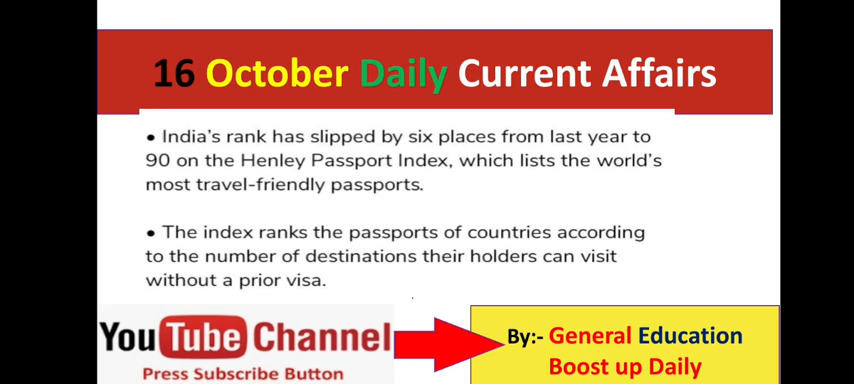 16 October Daily Current Affairs
• India's rank has slipped by six places from last year to
90 on the Henley Passport Index, which lists the world's
most travel-friendly passports.
• The index ranks the passports of countries according
to the number of destinations their holders can visit
without a prior visa.
YouTube Channel
Press Subscribe Button
By:- General Education
Boost up Daily